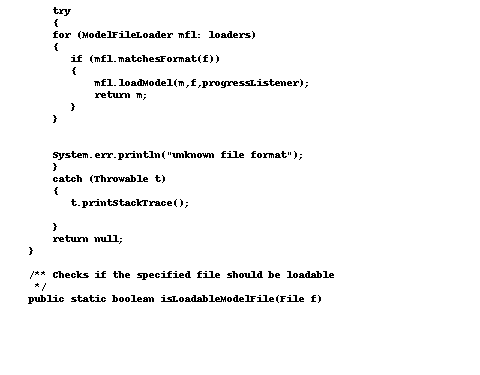 try
{
for (ModelFileLoader mfl: loaders)
{
if (mfl.matchesFormat(f))
{
mfl.loadModel(m,f,progressListener);
return m;
}
}
System.err.println("unknown file format");
}
catch (Throwable t)
{
t.printStackTrace();
}
return null;
}
/** Checks if the specified file should be loadable
*/
public static boolean isLoadableModelFile(File f)